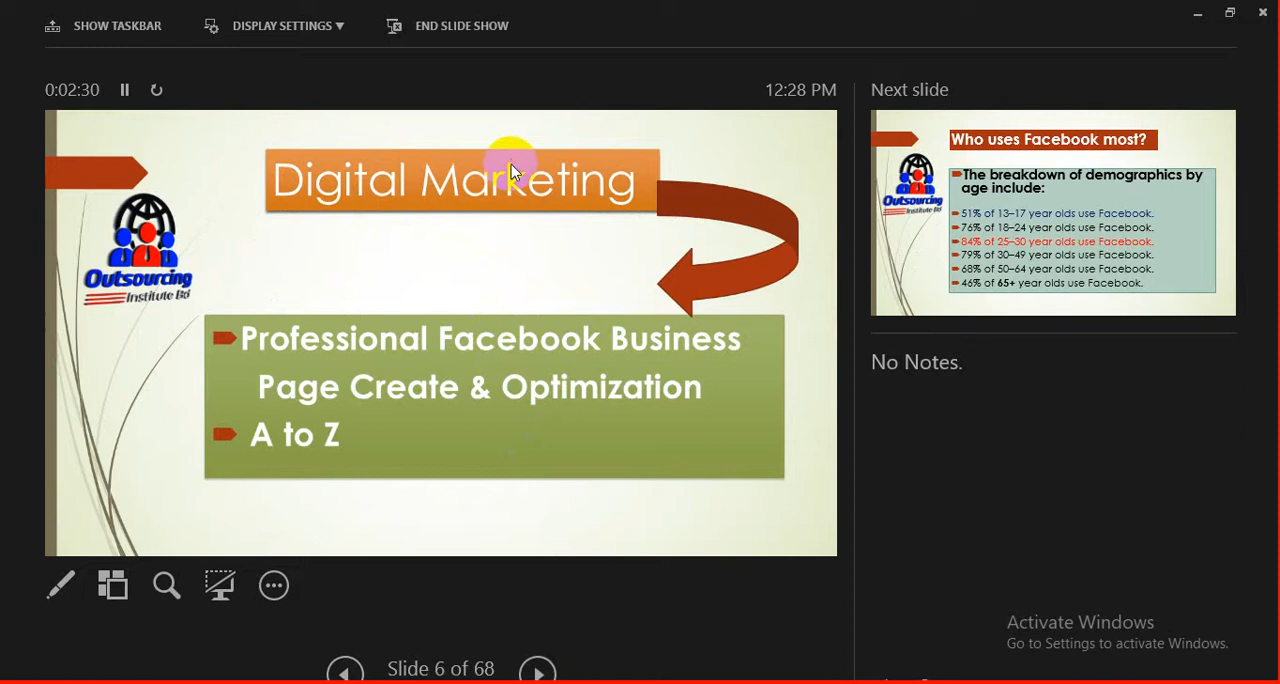 SHOW TASKBAR
DISPLAY SETTINGS
END SLIDE SHOW
0:02:30
12:28 PM
Digital Marketing
Outsourcing
Institute Bd
Professional Facebook Business
Page Create & Optimization
A to Z
Next slide
Who uses Facebook most?
Outsourcing
Institute Bd
The breakdown of demographics by
age include:
51% of 13–17 year olds use Facebook.
76% of 18–24 year olds use Facebook.
84% of 25–30 year olds use Facebook.
79% of 30–49 year olds use Facebook.
68% of 50–64 year olds use Facebook.
46% of 65+ year olds use Facebook.
No Notes.
Activate Windows
Go to Settings to activate Windows.
Slide 6 of 68